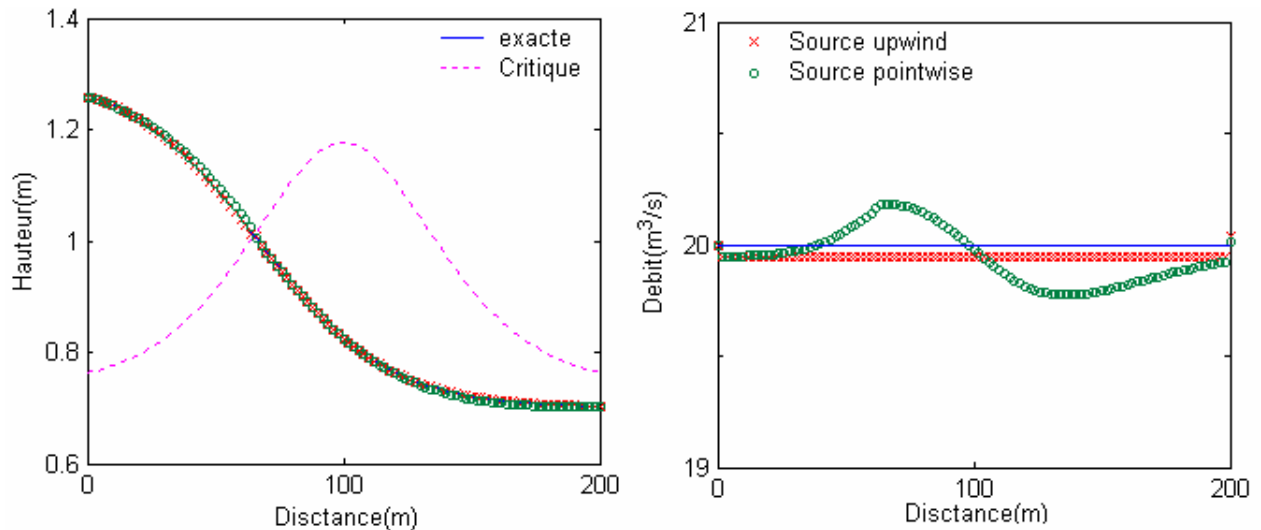 1.4
1.2
1
0.8
0.6
0
100
200
Hauteur(m)
Disctance(m)
exacte
Critique
21
20
19
0
100
200
Debit(m³/s)
Disctance(m)
Source upwind
Source pointwise